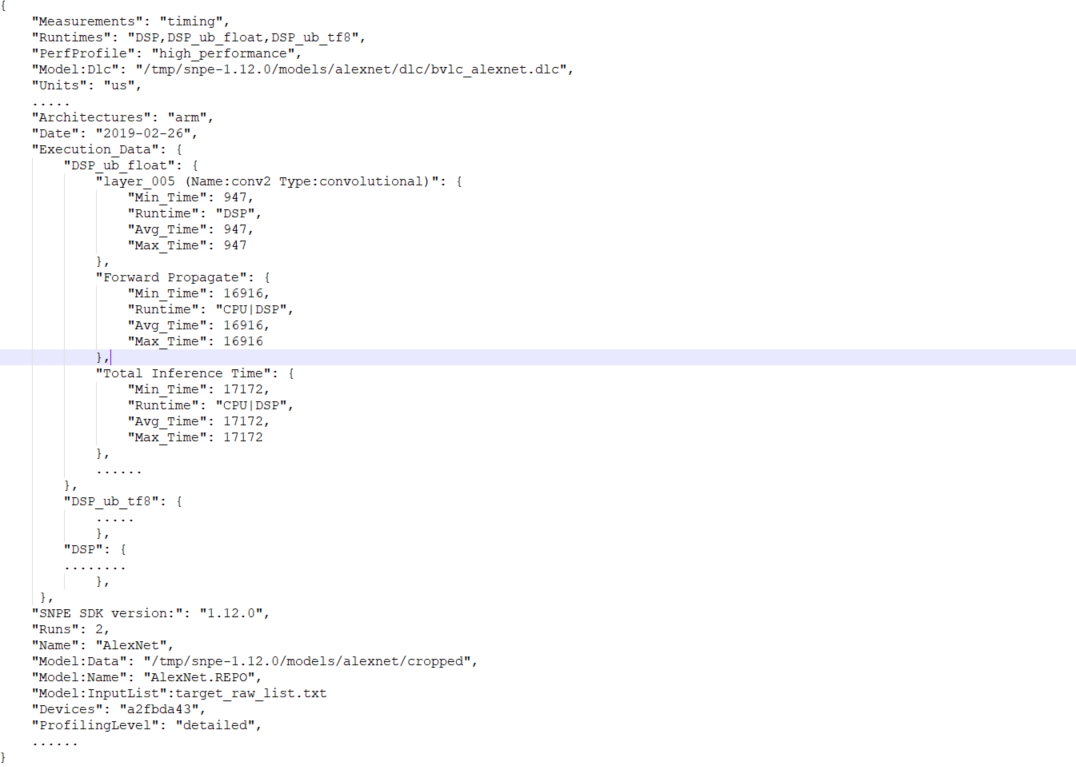 {
"Measurements": "timing",
"Runtimes": "DSP,DSP_ub_float,DSP_ub_tf8",
"PerfProfile": "high_performance",
"Model:Dlc": "/tmp/snpe-1.12.0/models/alexnet/dlc/bvlc_alexnet.dlc",
"Units": "us",
.....
"Architectures": "arm",
"Date": "2019-02-26",
"Execution_Data": {
"DSP_ub_float": {
"layer_005 (Name:conv2 Type:convolutional)": {
"Min_Time": 947,
"Runtime": "DSP",
"Avg_Time": 947,
"Max_Time": 947
},
"Forward Propagate": {
"Min_Time": 16916,
"Runtime": "CPU|DSP",
"Avg_Time": 16916,
"Max_Time": 16916
},
"Total Inference Time": {
"Min_Time": 17172,
"Runtime": "CPU|DSP",
"Avg_Time": 17172,
"Max_Time": 17172
},
......
},
"DSP_ub_tf8": {
.....
},
"DSP": {
........
},
},
"SNPE SDK version:": "1.12.0",
"Runs": 2,
"Name": "AlexNet",
"Model:Data": "/tmp/snpe-1.12.0/models/alexnet/cropped",
"Model:Name": "AlexNet.REPO",
"Model:InputList":target_raw_list.txt
"Devices": "a2fbda43",
"ProfilingLevel": "detailed",
......
}